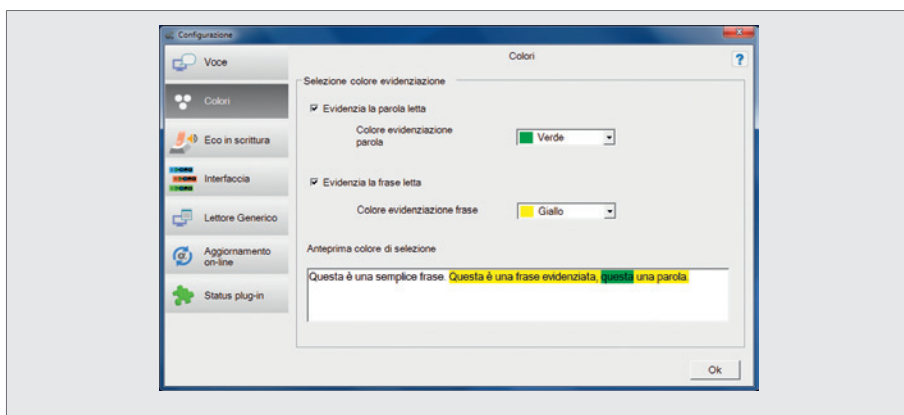 Configurazione
Colori
Voce
Colori
Eco in scrittura
Interfaccia
Lettore Generico
Aggiornamento
on-line
Status plug-in
Selezione colore evidenziazione
Evidenzia la parola letta
Colore evidenziazione
parola
Verde
Evidenzia la frase letta
Colore evidenziazione frase
Giallo
Anteprima colore di selezione
Questa è una semplice frase. Questa è una frase evidenziata, questa una parola.
Ok